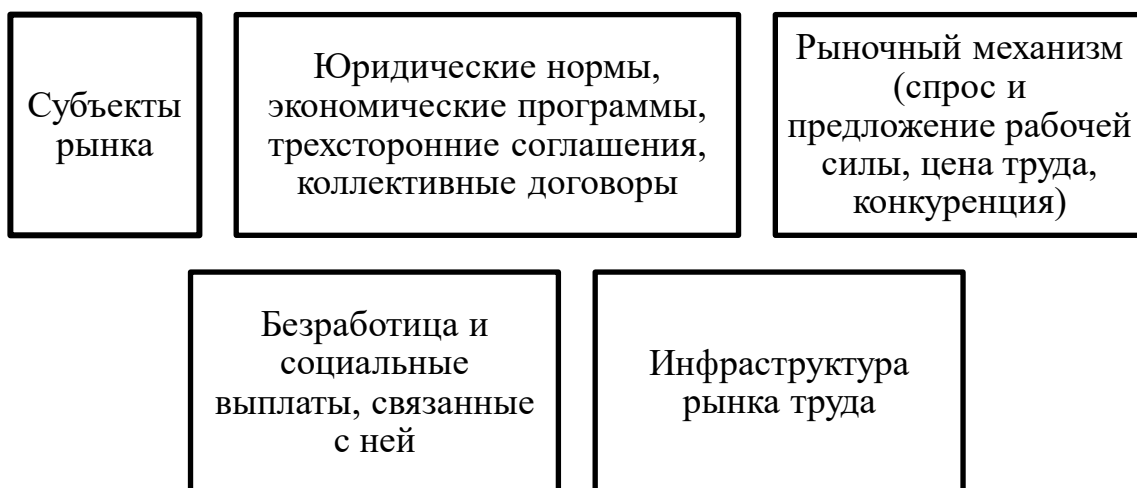 Субъекты
рынка
Юридические нормы,
экономические программы,
трехсторонние соглашения,
коллективные договоры
Рыночный механизм
(спрос и
предложение рабочей
силы, цена труда,
конкуренция)
Безработица и
социальные
выплаты, связанные
с ней
Инфраструктура
рынка труда